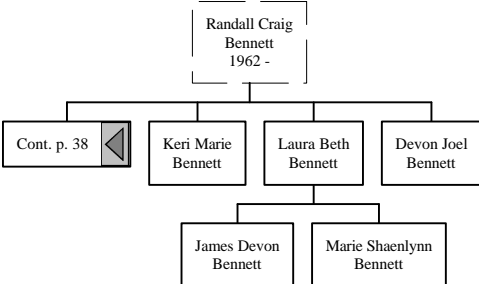 Randall Craig
Bennett
1962 -
Cont. p. 38
Keri Marie
Bennett
Laura Beth
Bennett
Devon Joel
Bennett
James Devon
Bennett
Marie Shaenlynn
Bennett